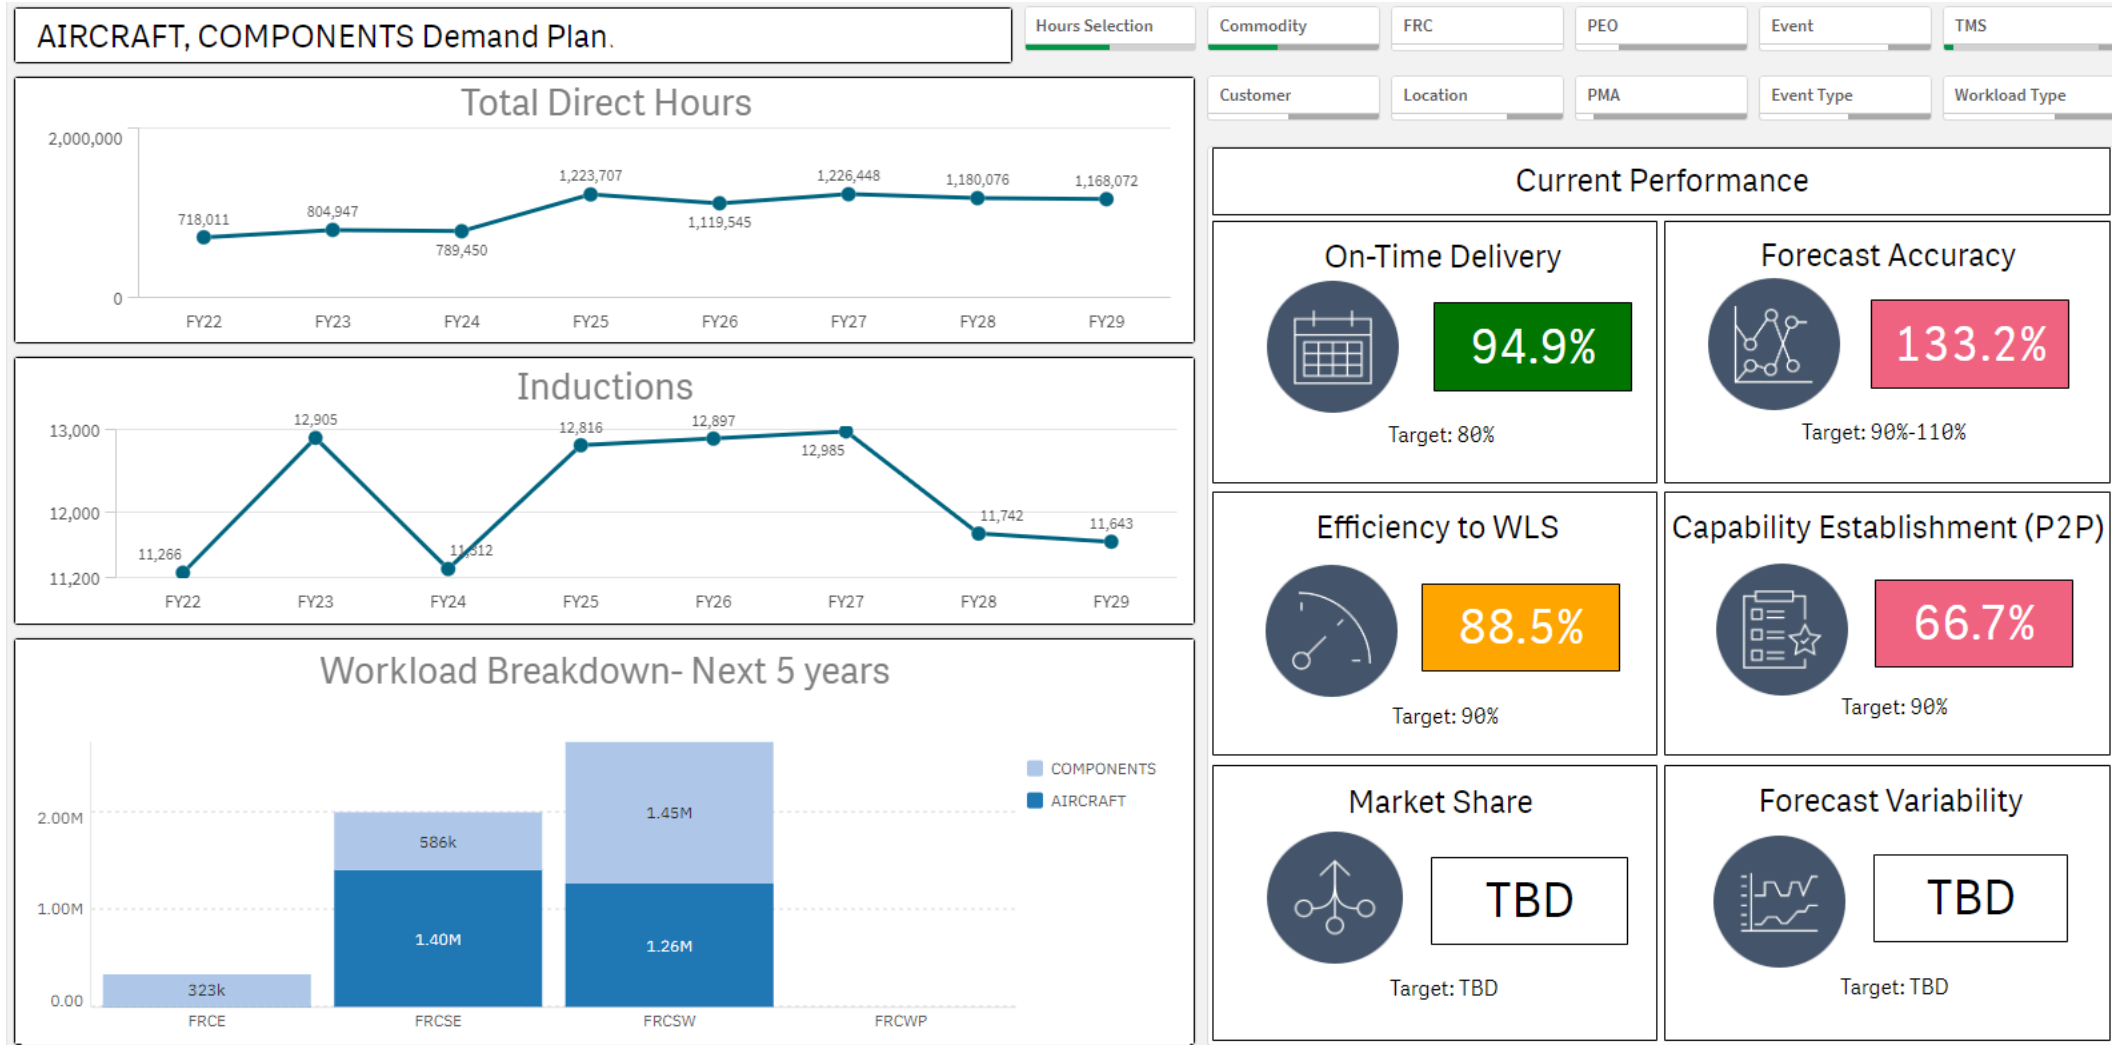 AIRCRAFT, COMPONENTS Demand Plan.
Hours Selection
Commodity
FRC
PEO
Event
TMS
Customer
Location
PMA
Event Type
Workload Type
Total Direct Hours
2,000,000
0
718,011
804,947
789,450
1,223,707
1,119,545
1,226,448
1,180,076
1,168,072
FY22 FY23 FY24 FY25 FY26 FY27 FY28 FY29
Inductions
13,000
12,000
11,200
11,266
12,905
11,312
12,816
12,897
12,985
11,742
11,643
FY22 FY23 FY24 FY25 FY26 FY27 FY28 FY29
Workload Breakdown- Next 5 years
2.00M
1.00M
0.00
323k
586k
1.40M
1.45M
1.26M
FRCE FRCSE FRCSW FRCWP
COMPONENTS
AIRCRAFT
Current Performance
On-Time Delivery
94.9%
Target: 80%
Forecast Accuracy
133.2%
Target: 90%-110%
Efficiency to WLS
88.5%
Target: 90%
Capability Establishment (P2P)
66.7%
Target: 90%
Market Share
TBD
Target: TBD
Forecast Variability
TBD
Target: TBD